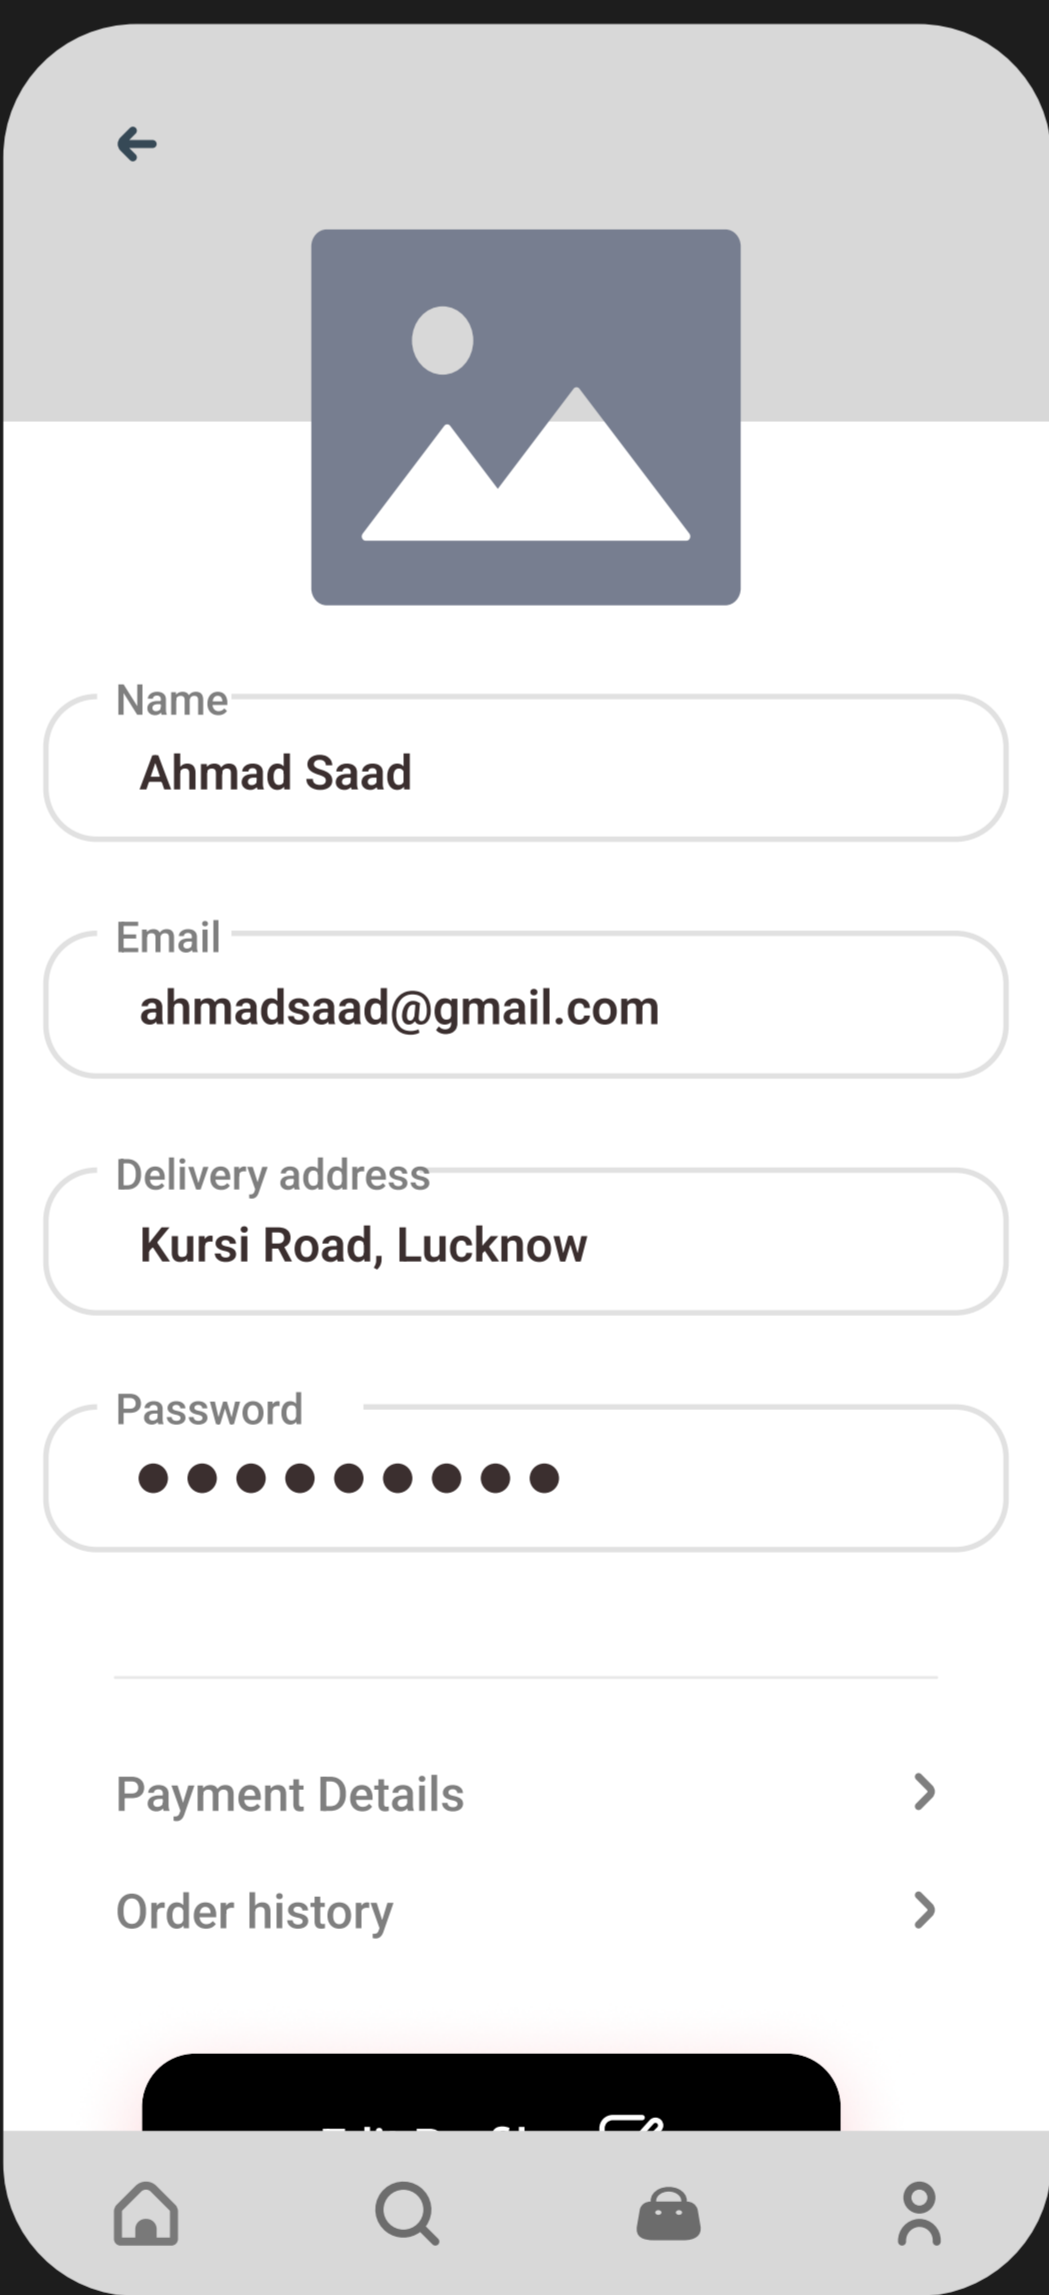 Name
Ahmad Saad
Email
ahmadsaad@gmail.com
Delivery address
Kursi Road, Lucknow
Password
Payment Details
Order history